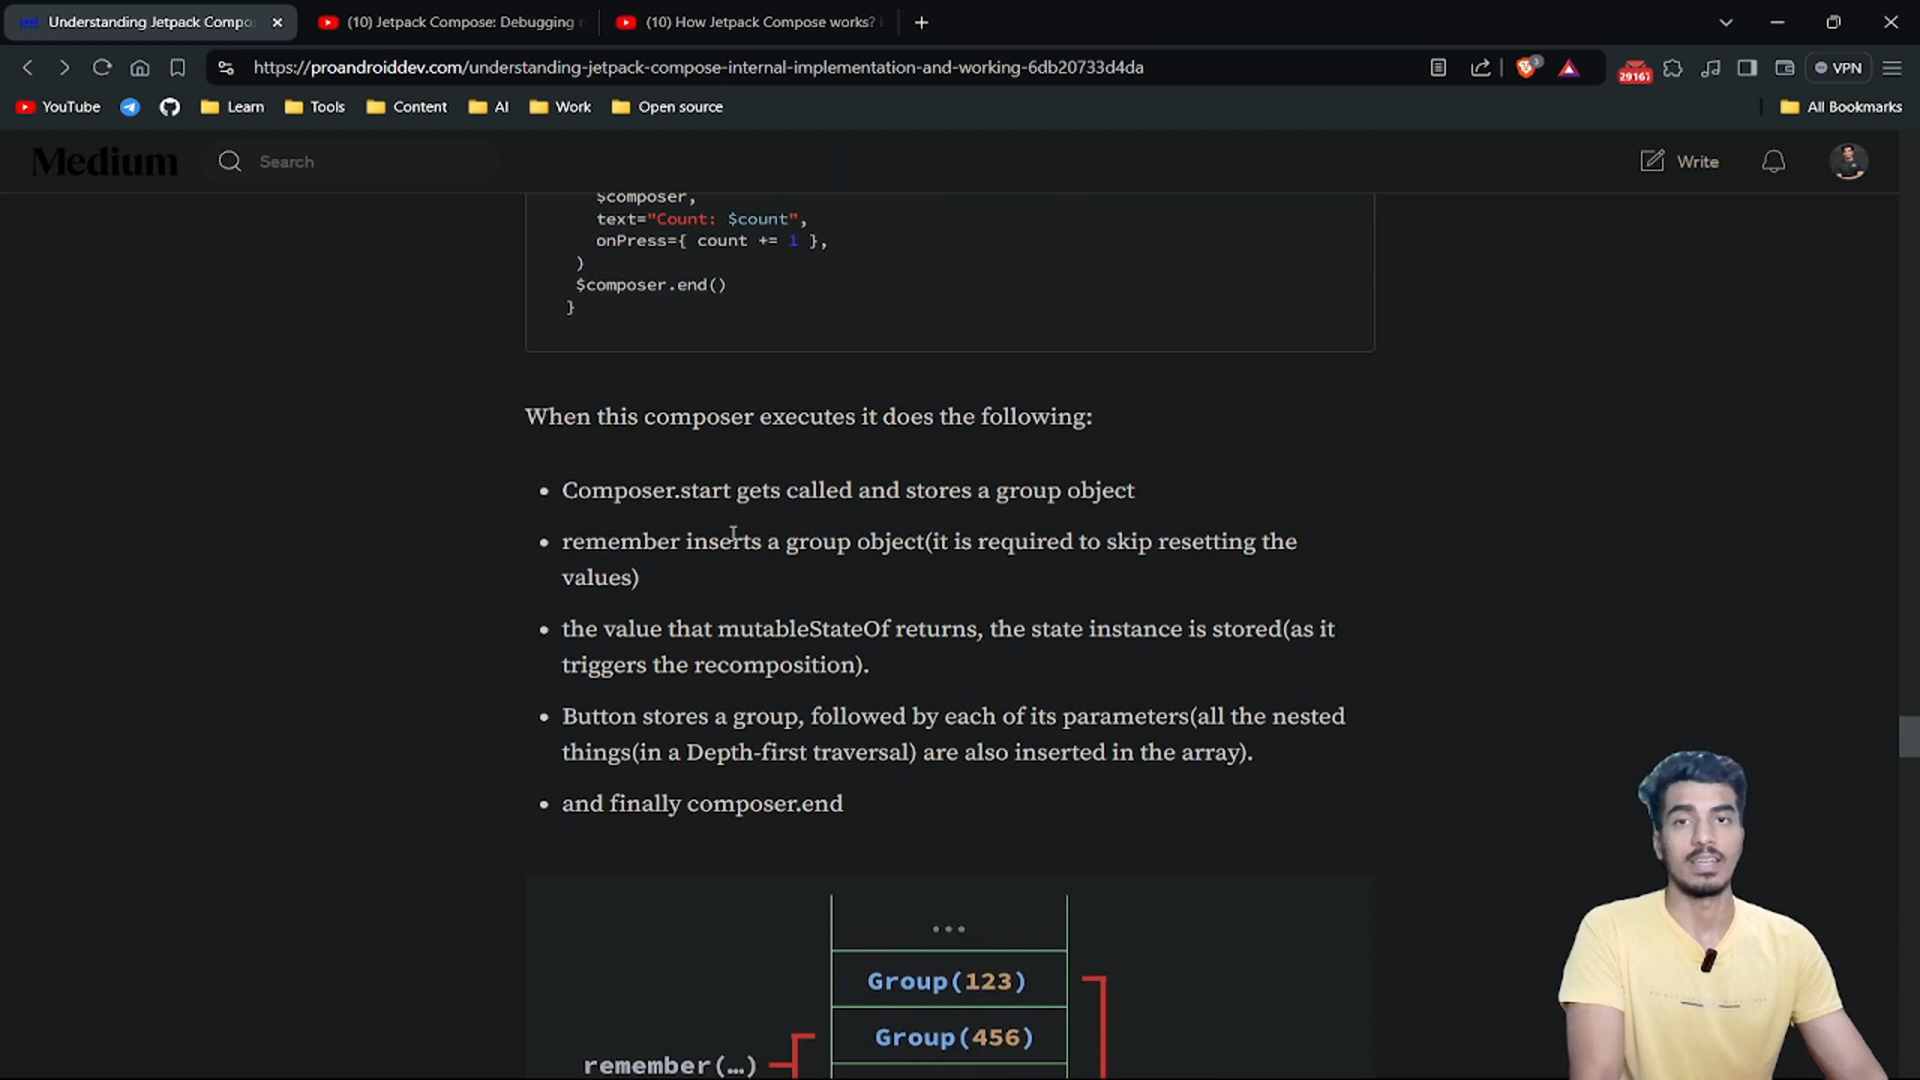 Understanding Jetpack Compo
(10) Jetpack Compose: Debugging r
(10) How Jetpack Compose works?
https://proandroiddev.com/understanding-jetpack-compose-internal-implementation-and-working-6db20733d4da
29161
VPN
YouTube
Learn
Tools
Content
AI
Work
Open source
All Bookmarks
Medium
Search
Write
$composer,
text="Count: $count",
onPress={ count += 1 },
)
$composer.end()
}
When this composer executes it does the following:
• Composer.start gets called and stores a group object
• remember inserts a group object(it is required to skip resetting the
values)
• the value that mutableStateOf returns, the state instance is stored(as it
triggers the recomposition).
• Button stores a group, followed by each of its parameters(all the nested
things(in a Depth-first traversal) are also inserted in the array).
• and finally composer.end
...
Group(123)
Group(456)
remember(…)